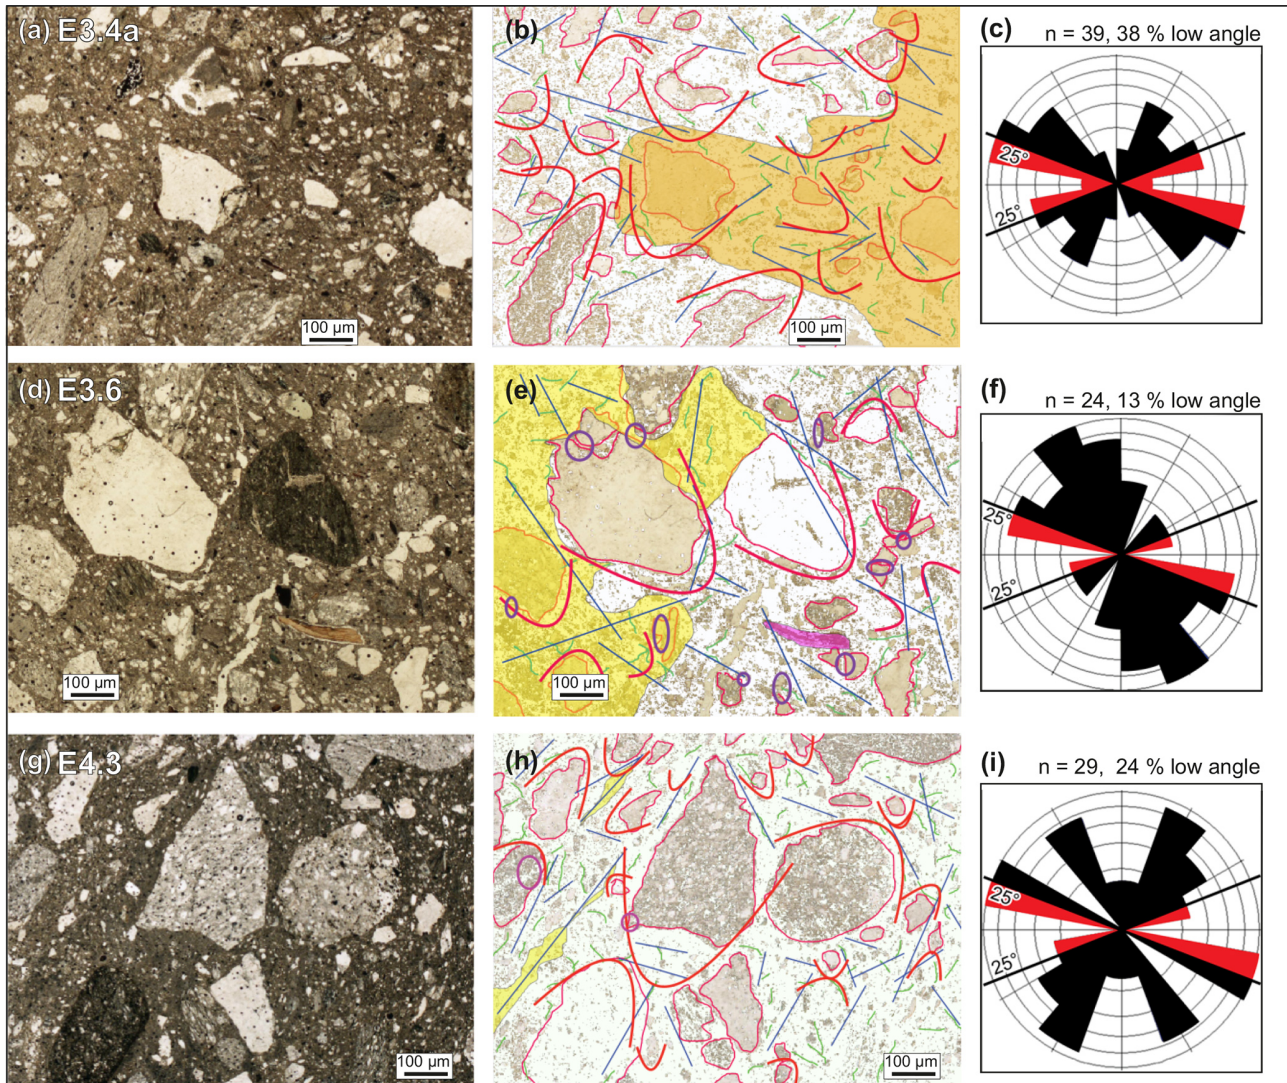 (a) E3.4a
100 µm
(b)
100 µm
(c)
n = 39, 38 % low angle
25°
25°
(d) E3.6
100 µm
(e)
100 µm
(f)
n = 24, 13 % low angle
25°
25°
(g) E4.3
100 µm
(h)
100 µm
(i)
n = 29, 24 % low angle
25°
25°